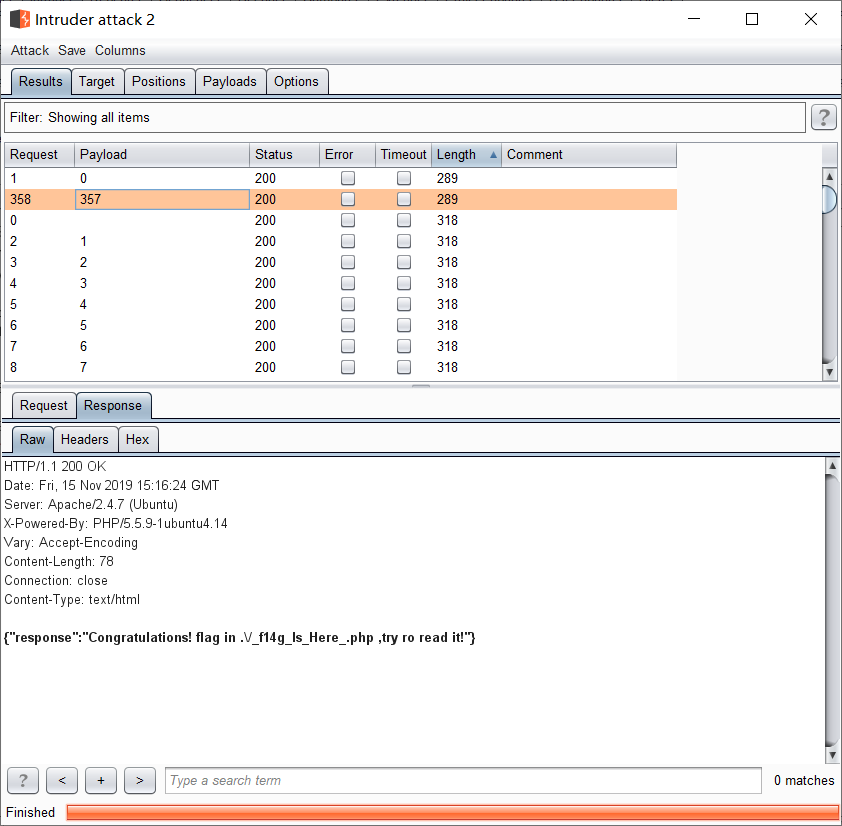 Intruder attack 2
Attack Save Columns
Results Target Positions Payloads Options
Filter: Showing all items ?
Request Payload Status Error Timeout Length Comment
1 0 200 289
358 357 200 289
0 200 318
2 1 200 318
3 2 200 318
4 3 200 318
5 4 200 318
6 5 200 318
7 6 200 318
8 7 200 318
Request Response
Raw Headers Hex
HTTP/1.1 200 OK
Date: Fri, 15 Nov 2019 15:16:24 GMT
Server: Apache/2.4.7 (Ubuntu)
X-Powered-By: PHP/5.5.9-1ubuntu4.14
Vary: Accept-Encoding
Content-Length: 78
Connection: close
Content-Type: text/html
{"response":"Congratulations! flag in .\/_f14g_Is_Here_.php ,try ro read it!"}
? < + > Type a search term 0 matches
Finished